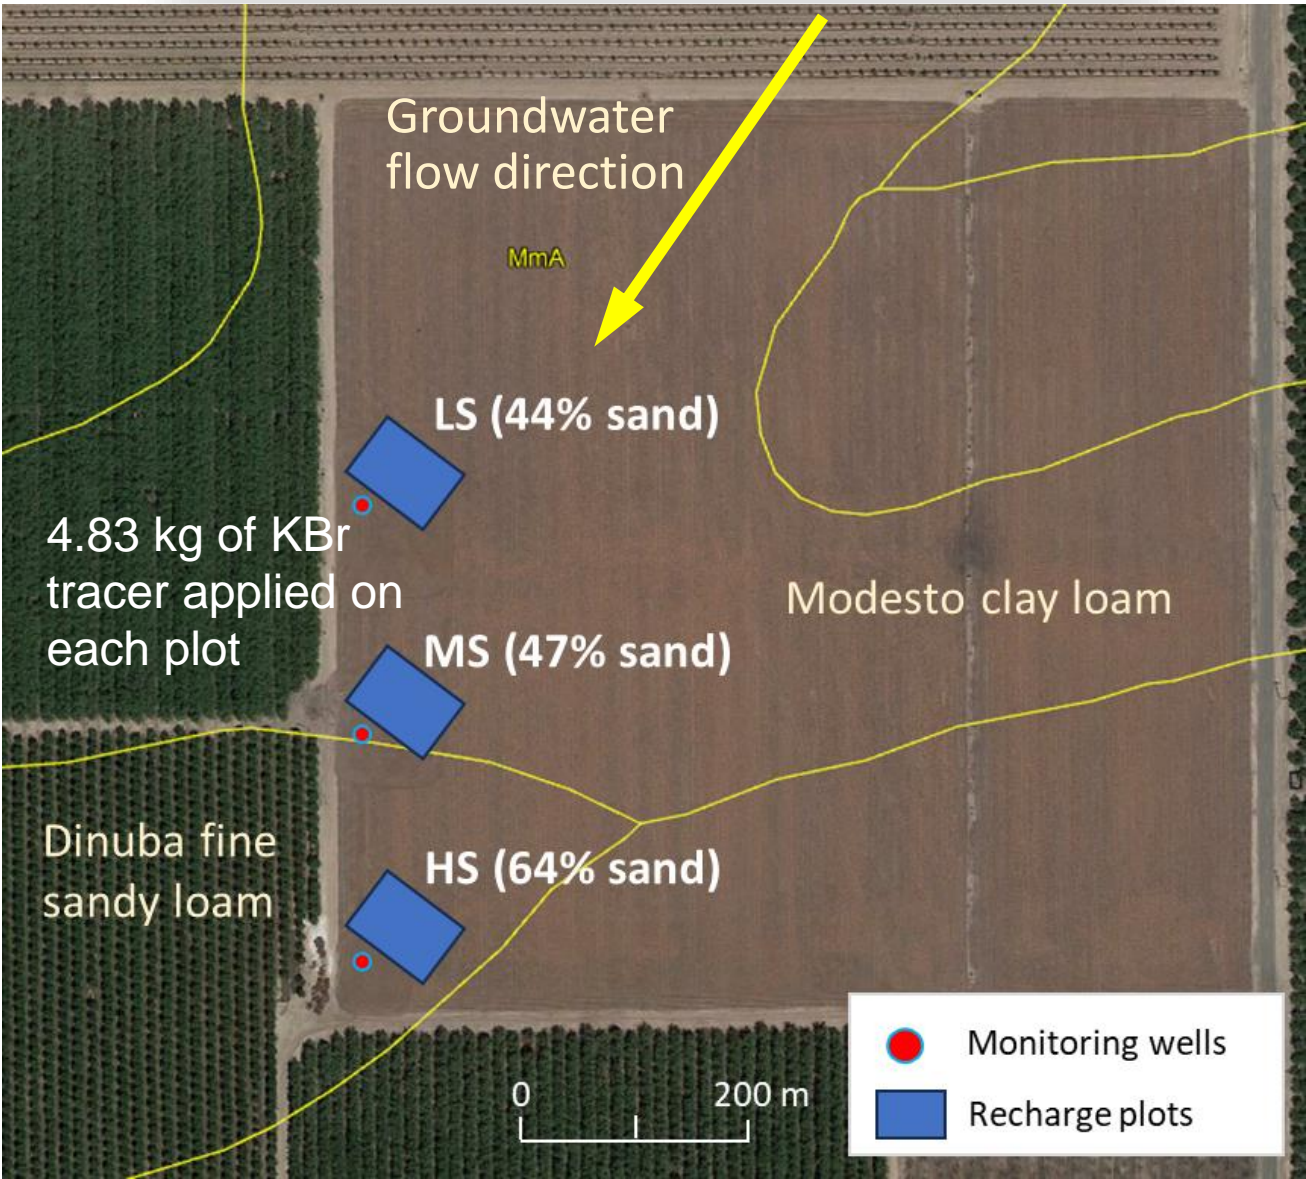 Groundwater
flow direction
MmA
LS (44% sand)
4.83 kg of KBr
tracer applied on
each plot
Modesto clay loam
MS (47% sand)
Dinuba fine
sandy loam
HS (64% sand)
0 200 m
Monitoring wells
Recharge plots